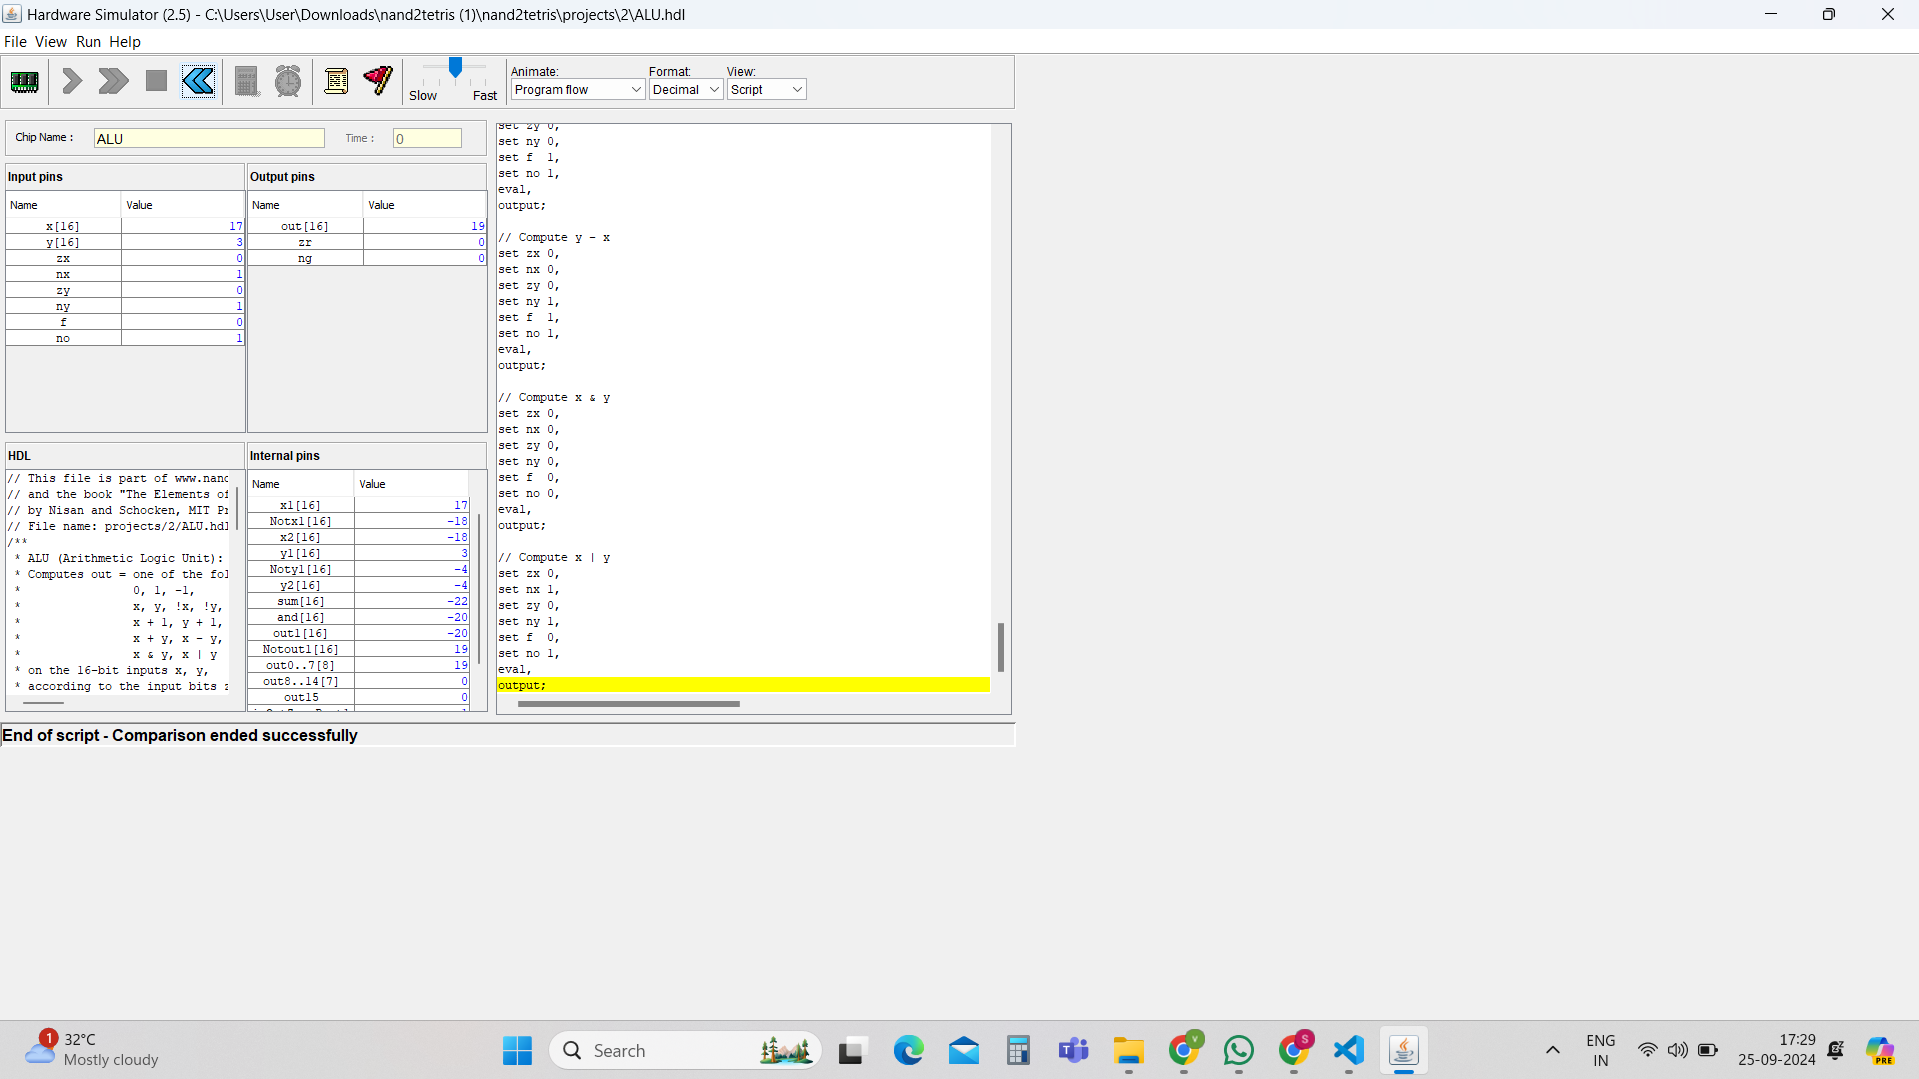 Hardware Simulator (2.5) - C:\Users\User\Downloads\nand2tetris (1)\nand2tetris\projects\2\ALU.hdl
File View Run Help
Slow Fast
Animate: Format: View:
Program flow Decimal Script
Chip Name : ALU Time : 0
Input pins
Name Value
x[16] 17
y[16] 3
zx 0
nx 1
zy 0
ny 1
f 0
no 1
Output pins
Name Value
out[16] 19
zr 0
ng 0
HDL
// This file is part of www.nand
// and the book "The Elements of
// by Nisan and Schocken, MIT Pr
// File name: projects/2/ALU.hdl
/**
* ALU (Arithmetic Logic Unit):
* Computes out = one of the fol
* 0, 1, -1,
* x, y, !x, !y,
* x + 1, y + 1,
* x + y, x - y,
* x & y, x | y
* on the 16-bit inputs x, y,
* according to the input bits z
Internal pins
Name Value
x1[16] 17
Notx1[16] -18
x2[16] -18
y1[16] 3
Noty1[16] -4
y2[16] -4
sum[16] -22
and[16] -20
out1[16] -20
Notout1[16] 19
out0..7[8] 19
out8..14[7] 0
out15 0
set zy 0,
set ny 0,
set f 1,
set no 1,
eval,
output;
// Compute y - x
set zx 0,
set nx 0,
set zy 0,
set ny 1,
set f 1,
set no 1,
eval,
output;
// Compute x & y
set zx 0,
set nx 0,
set zy 0,
set ny 0,
set f 0,
set no 0,
eval,
output;
// Compute x | y
set zx 0,
set nx 1,
set zy 0,
set ny 1,
set f 0,
set no 1,
eval,
output;
End of script - Comparison ended successfully
1
32°C
Mostly cloudy
Search
V
S
ENG
IN
17:29
25-09-2024
PRE